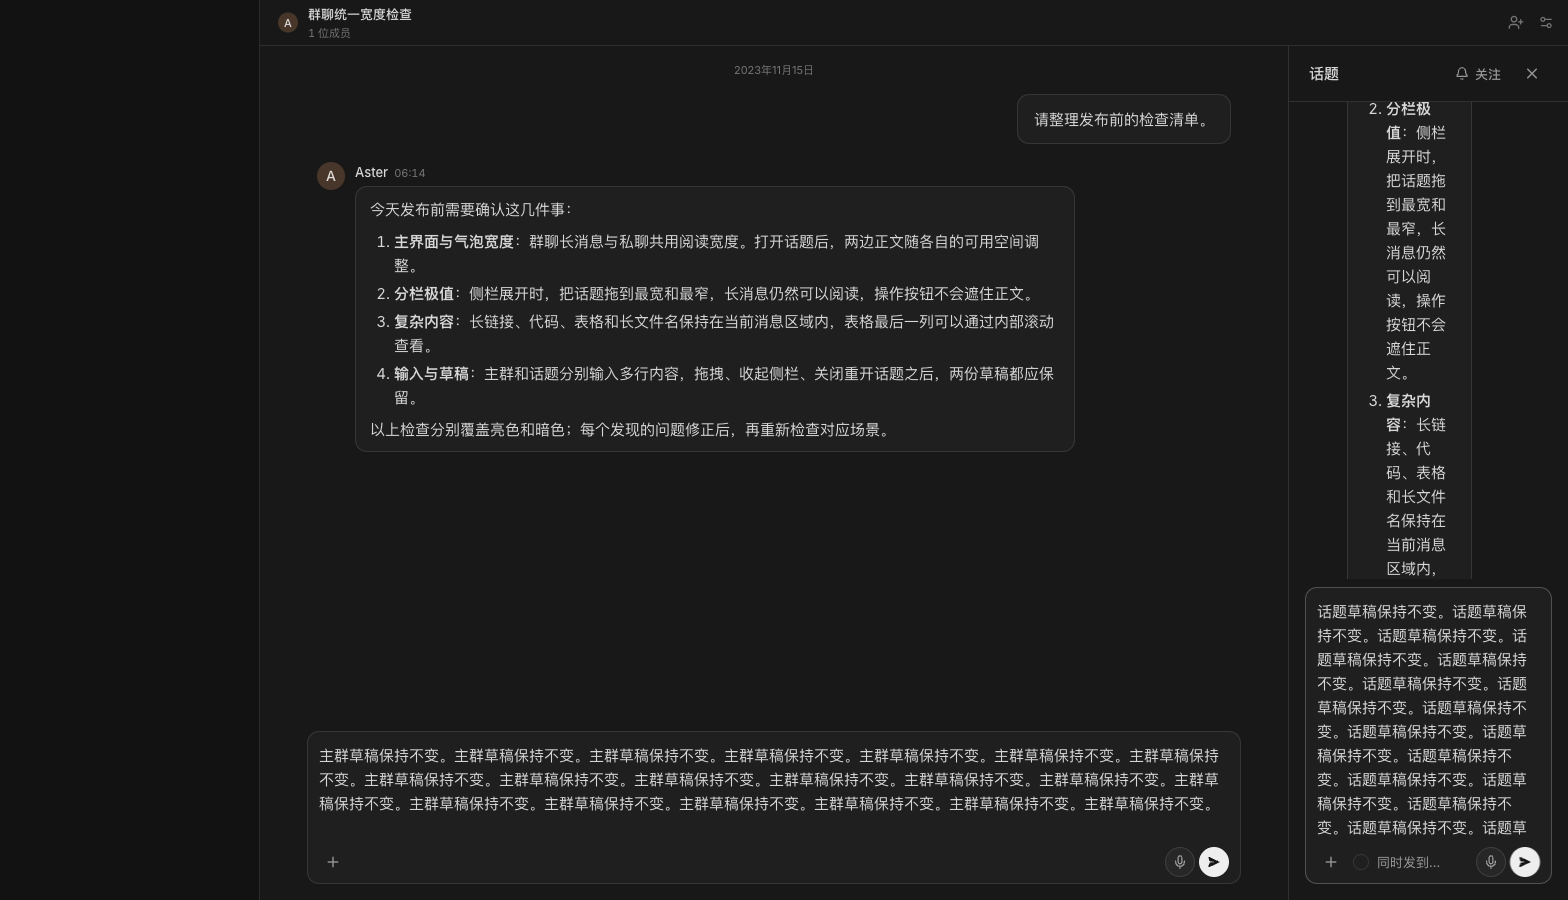 A
群聊统一宽度检查
1 位成员
2023年11月15日
请整理发布前的检查清单。
A
Aster 06:14
今天发布前需要确认这几件事：
1. 主界面与气泡宽度：群聊长消息与私聊共用阅读宽度。打开话题后，两边正文随各自的可用空间调
整。
2. 分栏极值：侧栏展开时，把话题拖到最宽和最窄，长消息仍然可以阅读，操作按钮不会遮住正文。
3. 复杂内容：长链接、代码、表格和长文件名保持在当前消息区域内，表格最后一列可以通过内部滚动
查看。
4. 输入与草稿：主群和话题分别输入多行内容，拖拽、收起侧栏、关闭重开话题之后，两份草稿都应保
留。
以上检查分别覆盖亮色和暗色；每个发现的问题修正后，再重新检查对应场景。
主群草稿保持不变。主群草稿保持不变。主群草稿保持不变。主群草稿保持不变。主群草稿保持不变。主群草稿保持不变。主群草稿保持
不变。主群草稿保持不变。主群草稿保持不变。主群草稿保持不变。主群草稿保持不变。主群草稿保持不变。主群草稿保持不变。主群草
稿保持不变。主群草稿保持不变。主群草稿保持不变。主群草稿保持不变。主群草稿保持不变。主群草稿保持不变。主群草稿保持不变。
话题
关注
2. 分栏极
值：侧栏
展开时，
把话题拖
到最宽和
最窄，长
消息仍然
可以阅
读，操作
按钮不会
遮住正
文。
3. 复杂内
容：长链
接、代
码、表格
和长文件
名保持在
当前消息
区域内，
话题草稿保持不变。话题草稿保
持不变。话题草稿保持不变。话
题草稿保持不变。话题草稿保持
不变。话题草稿保持不变。话题
草稿保持不变。话题草稿保持不
变。话题草稿保持不变。话题草
稿保持不变。话题草稿保持不
变。话题草稿保持不变。话题草
稿保持不变。话题草稿保持不
变。话题草稿保持不变。话题草
同时发到...